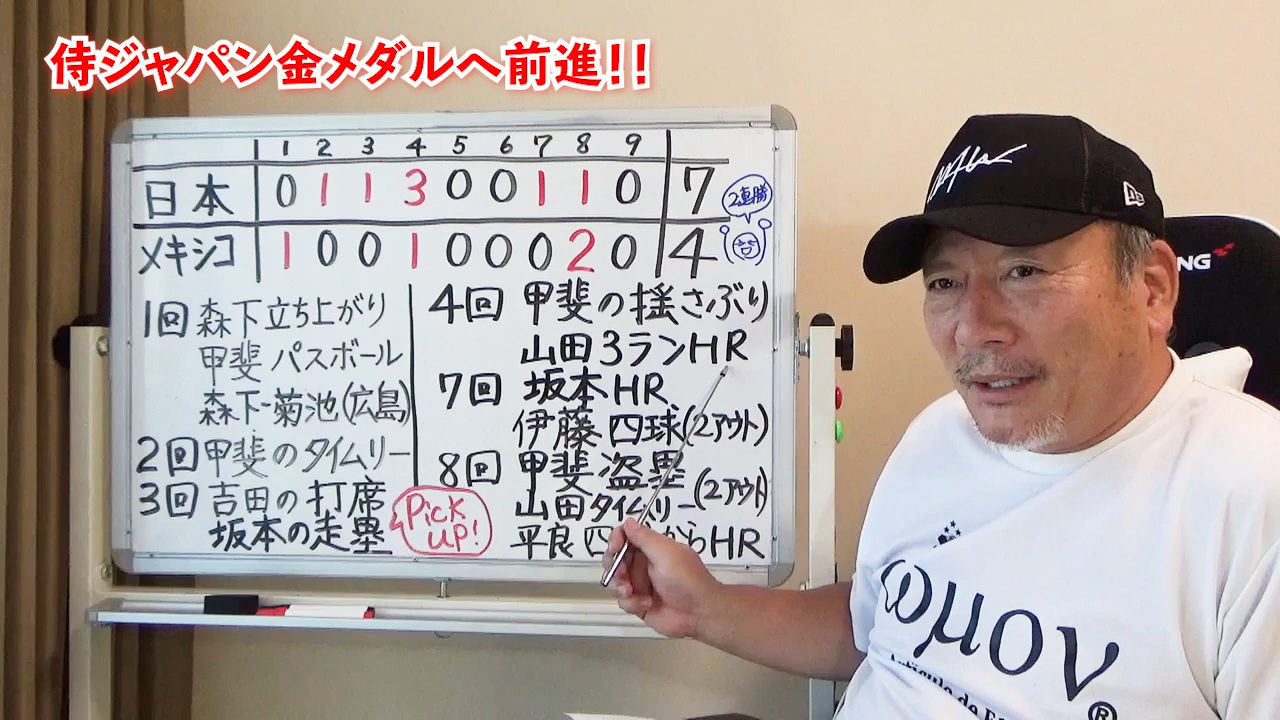 侍ジャパン金メダルへ前進!!
1 2 3 4 5 6 7 8 9
日本 0 1 1 3 0 0 1 1 0 7
2連勝
メキシコ 1 0 0 1 0 0 0 2 0 4
1回 森下立ち上がり
甲斐 パスボール
森下-菊池(広島)
2回 甲斐のタイムリー
3回 吉田の打席
坂本の走塁
Pick UP!
4回 甲斐の揺さぶり
山田3ランHR
7回 坂本HR
伊藤 四球(2アウト)
8回 甲斐 盗塁
山田タイムリー(2アウト)
平良 四 からHR
NG
ωμον®